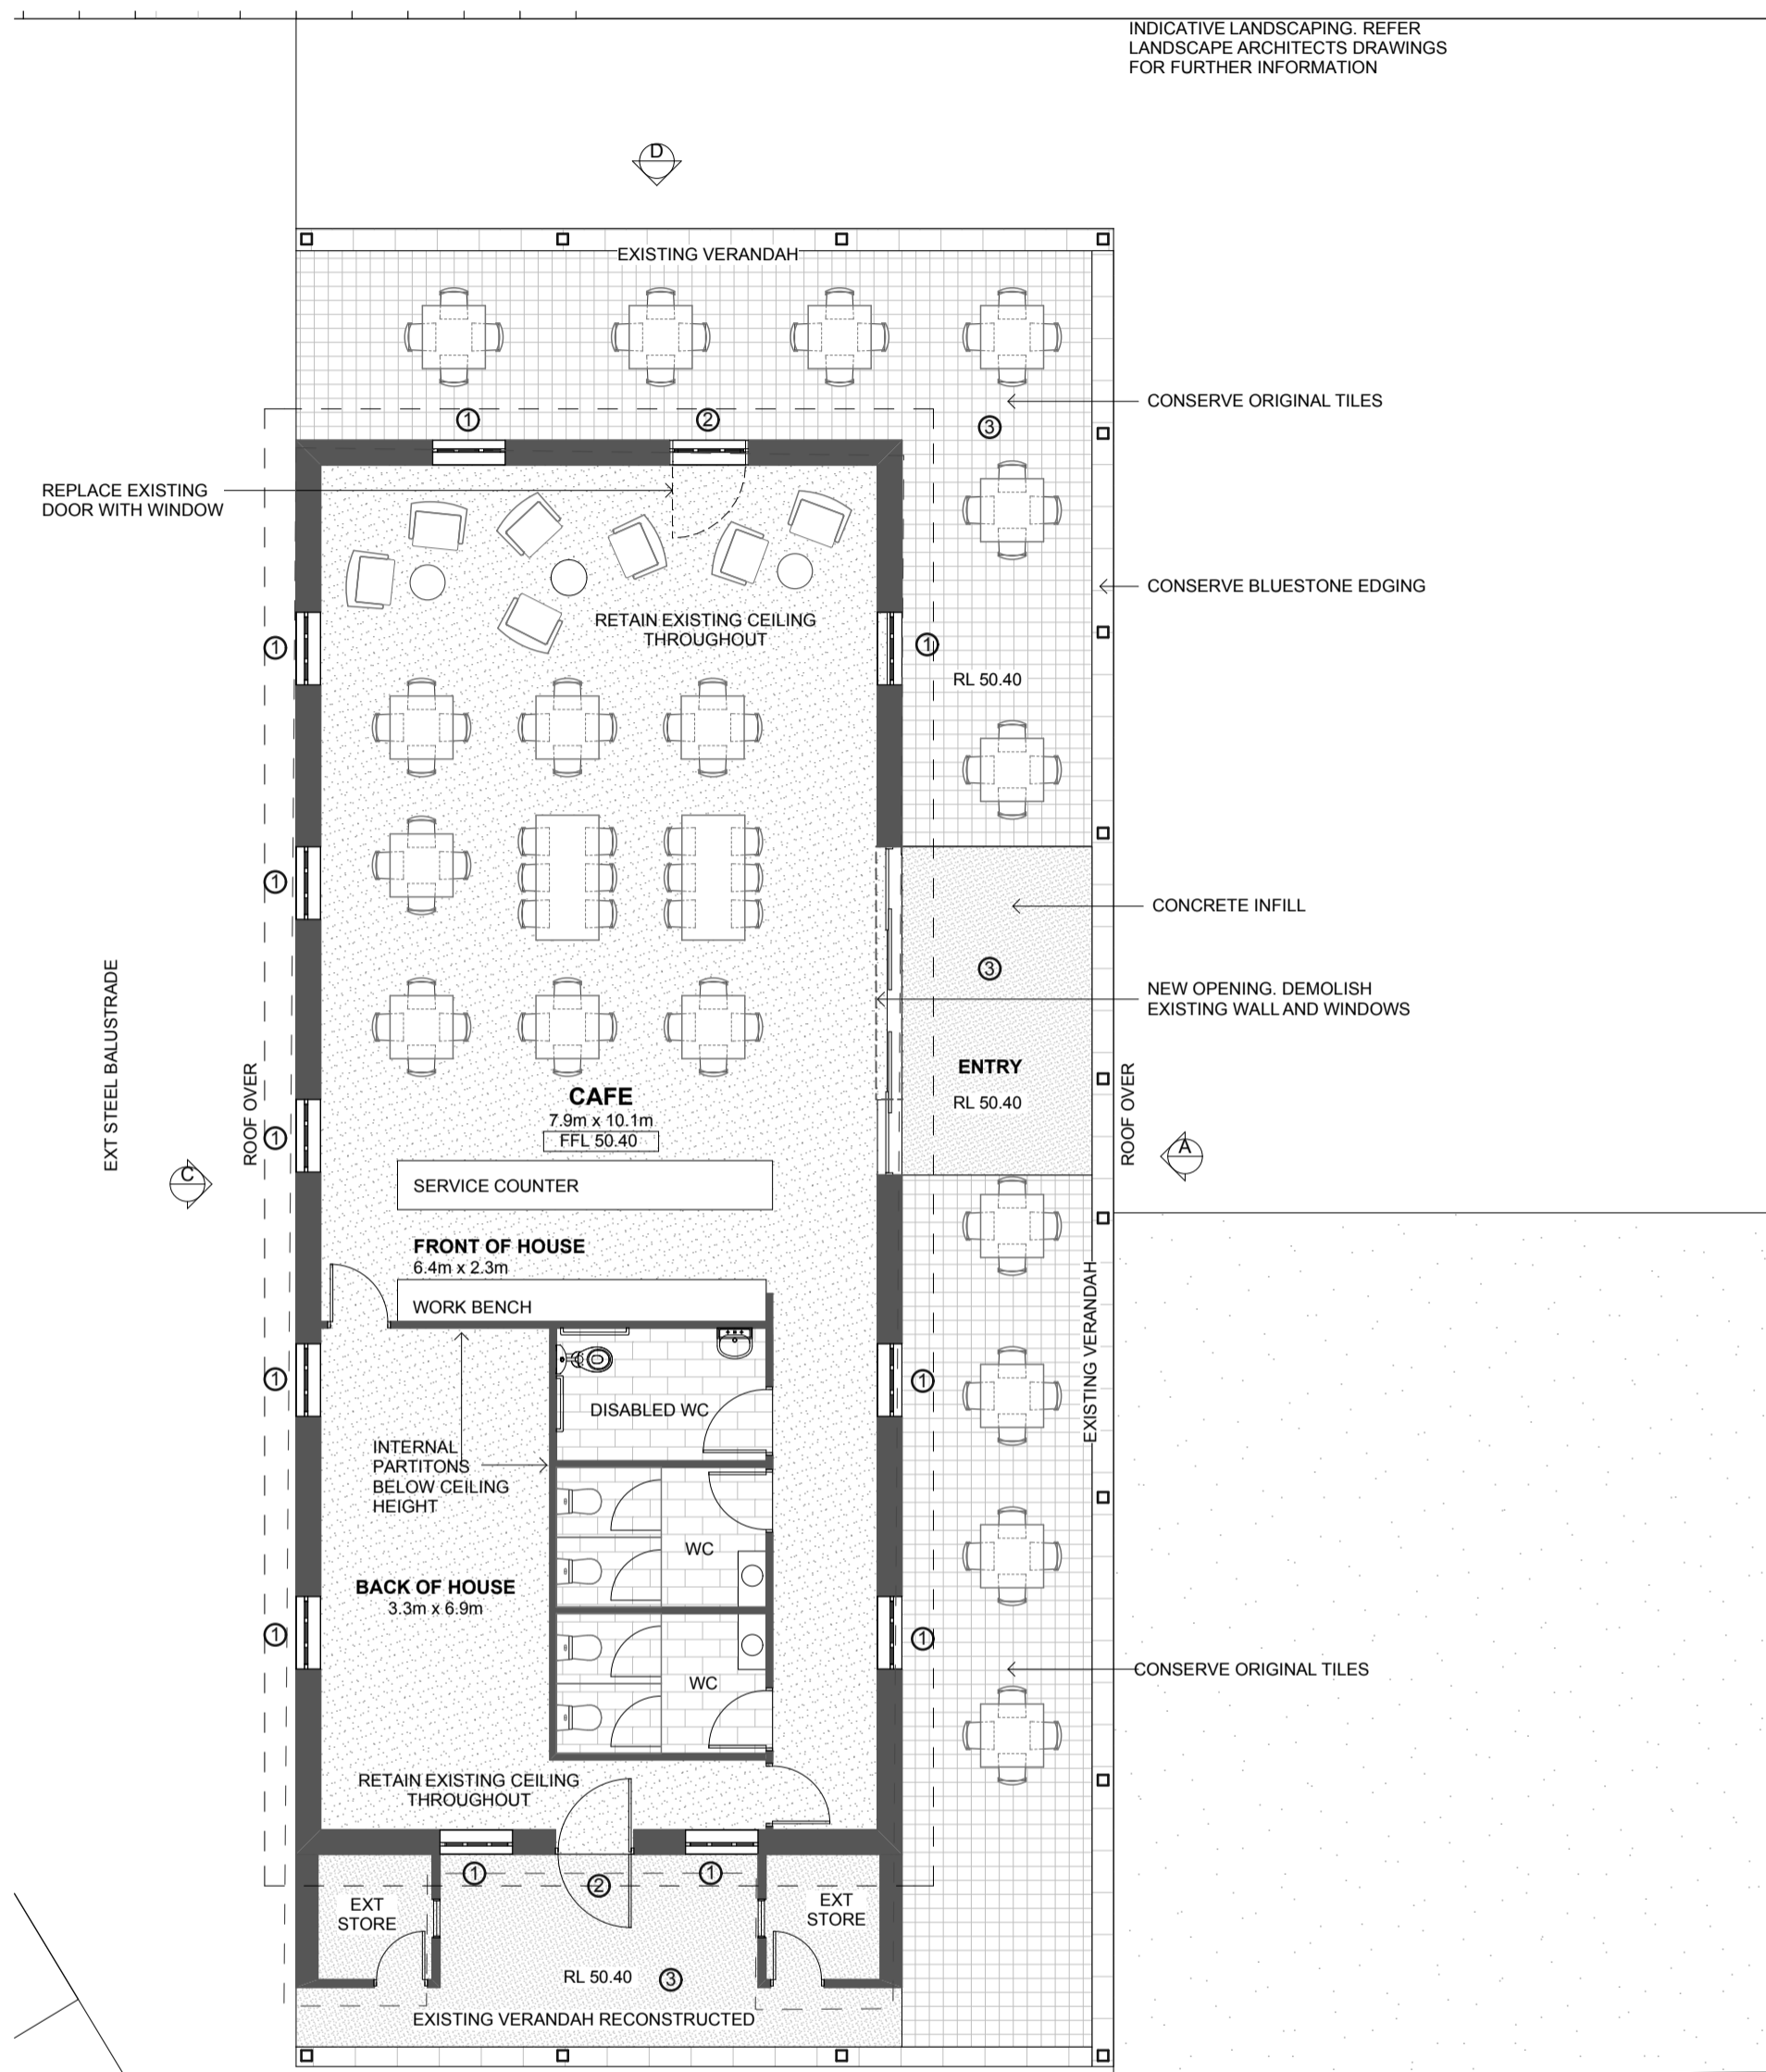 INDICATIVE LANDSCAPING. REFER
LANDSCAPE ARCHITECTS DRAWINGS
FOR FURTHER INFORMATION
D
EXISTING VERANDAH
CONSERVE ORIGINAL TILES
1
2
3
REPLACE EXISTING
DOOR WITH WINDOW
CONSERVE BLUESTONE EDGING
RETAIN EXISTING CEILING
THROUGHOUT
1
1
RL 50.40
1
CONCRETE INFILL
3
NEW OPENING. DEMOLISH
EXISTING WALL AND WINDOWS
EXT STEEL BALUSTRADE
ROOF OVER
CAFE
7.9m x 10.1m
FFL 50.40
ENTRY
RL 50.40
ROOF OVER
1
A
C
SERVICE COUNTER
FRONT OF HOUSE
6.4m x 2.3m
WORK BENCH
EXISTING VERANDAH
1
1
DISABLED WC
INTERNAL
PARTITONS
BELOW CEILING
HEIGHT
WC
BACK OF HOUSE
3.3m x 6.9m
1
1
WC
CONSERVE ORIGINAL TILES
RETAIN EXISTING CEILING
THROUGHOUT
1
2
1
EXT
STORE
EXT
STORE
RL 50.40
3
EXISTING VERANDAH RECONSTRUCTED